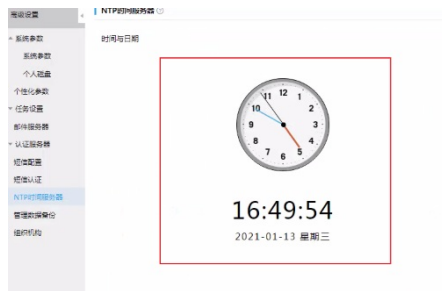 高级设置
NTP时间服务器
系统参数
系统参数
个人磁盘
个性化参数
任务设置
邮件服务器
认证服务器
短信配置
短信认证
NTP时间服务器
管理数据备份
组织机构
时间与日期
12
1
2
3
4
5
6
7
8
9
10
11
16:49:54
2021-01-13 星期三